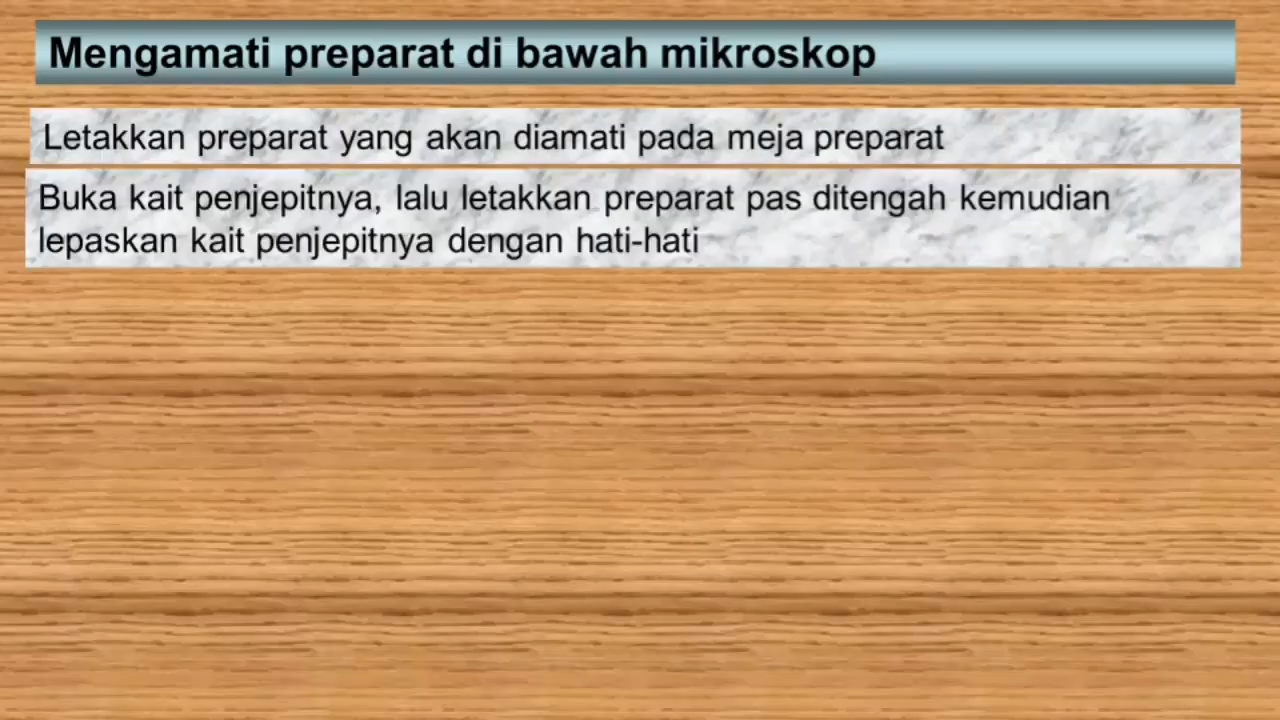 Mengamati preparat di bawah mikroskop
Letakkan preparat yang akan diamati pada meja preparat
Buka kait penjepitnya, lalu letakkan preparat pas ditengah kemudian
lepaskan kait penjepitnya dengan hati-hati